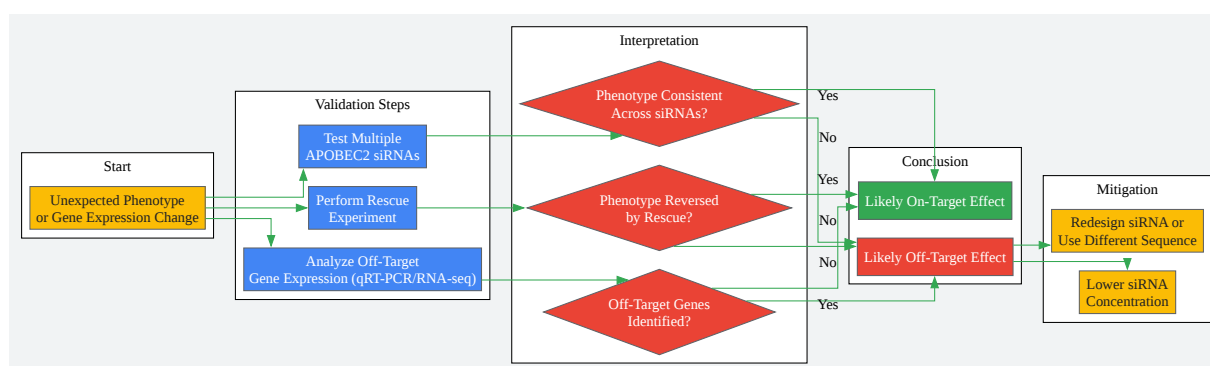 Start
Unexpected Phenotype
or Gene Expression Change
Validation Steps
Test Multiple
APOBEC2 siRNAs
Perform Rescue
Experiment
Analyze Off-Target
Gene Expression (qRT-PCR/RNA-seq)
Interpretation
Phenotype Consistent
Across siRNAs?
Phenotype Reversed
by Rescue?
Off-Target Genes
Identified?
Yes
No
Yes
No
No
Yes
Conclusion
Likely On-Target Effect
Likely Off-Target Effect
Mitigation
Redesign siRNA or
Use Different Sequence
Lower siRNA
Concentration